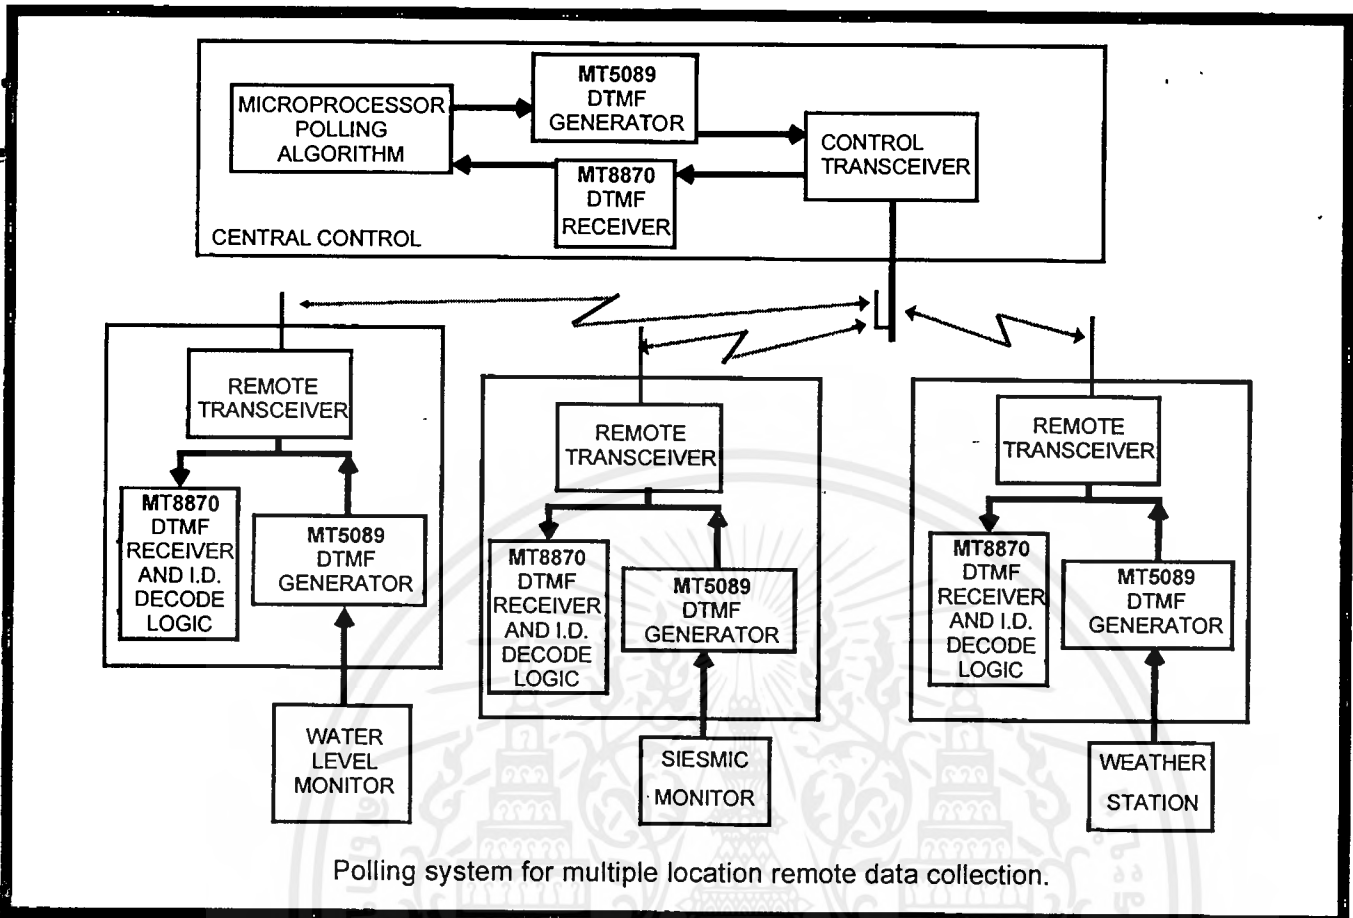 MT5089
DTMF
GENERATOR
MICROPROCESSOR
POLLING
ALGORITHM
CONTROL
TRANSCEIVER
MT8870
DTMF
RECEIVER
CENTRAL CONTROL
REMOTE
TRANSCEIVER
MT8870
DTMF
RECEIVER
AND I.D.
DECODE
LOGIC
MT5089
DTMF
GENERATOR
WATER
LEVEL
MONITOR
REMOTE
TRANSCEIVER
MT8870
DTMF
RECEIVER
AND I.D.
DECODE
LOGIC
MT5089
DTMF
GENERATOR
SIESMIC
MONITOR
REMOTE
TRANSCEIVER
MT8870
DTMF
RECEIVER
AND I.D.
DECODE
LOGIC
MT5089
DTMF
GENERATOR
WEATHER
STATION
Polling system for multiple location remote data collection.